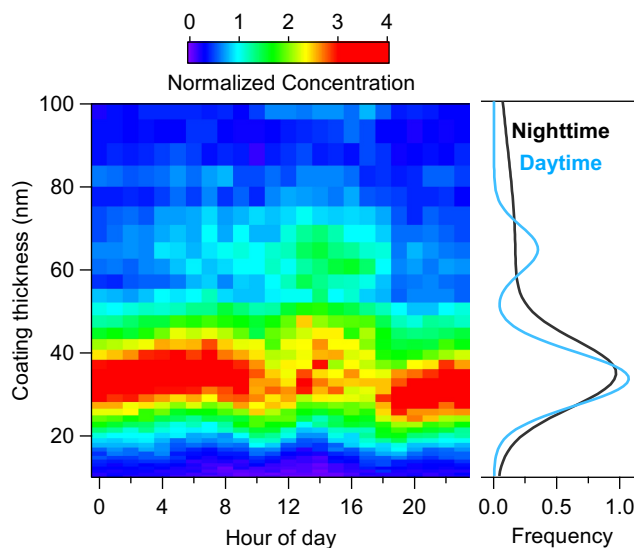 0 1 2 3 4
Normalized Concentration
100
80
60
40
20
Coating thickness (nm)
0 4 8 12 16 20
Hour of day
Nighttime
Daytime
0.0 0.5 1.0
Frequency